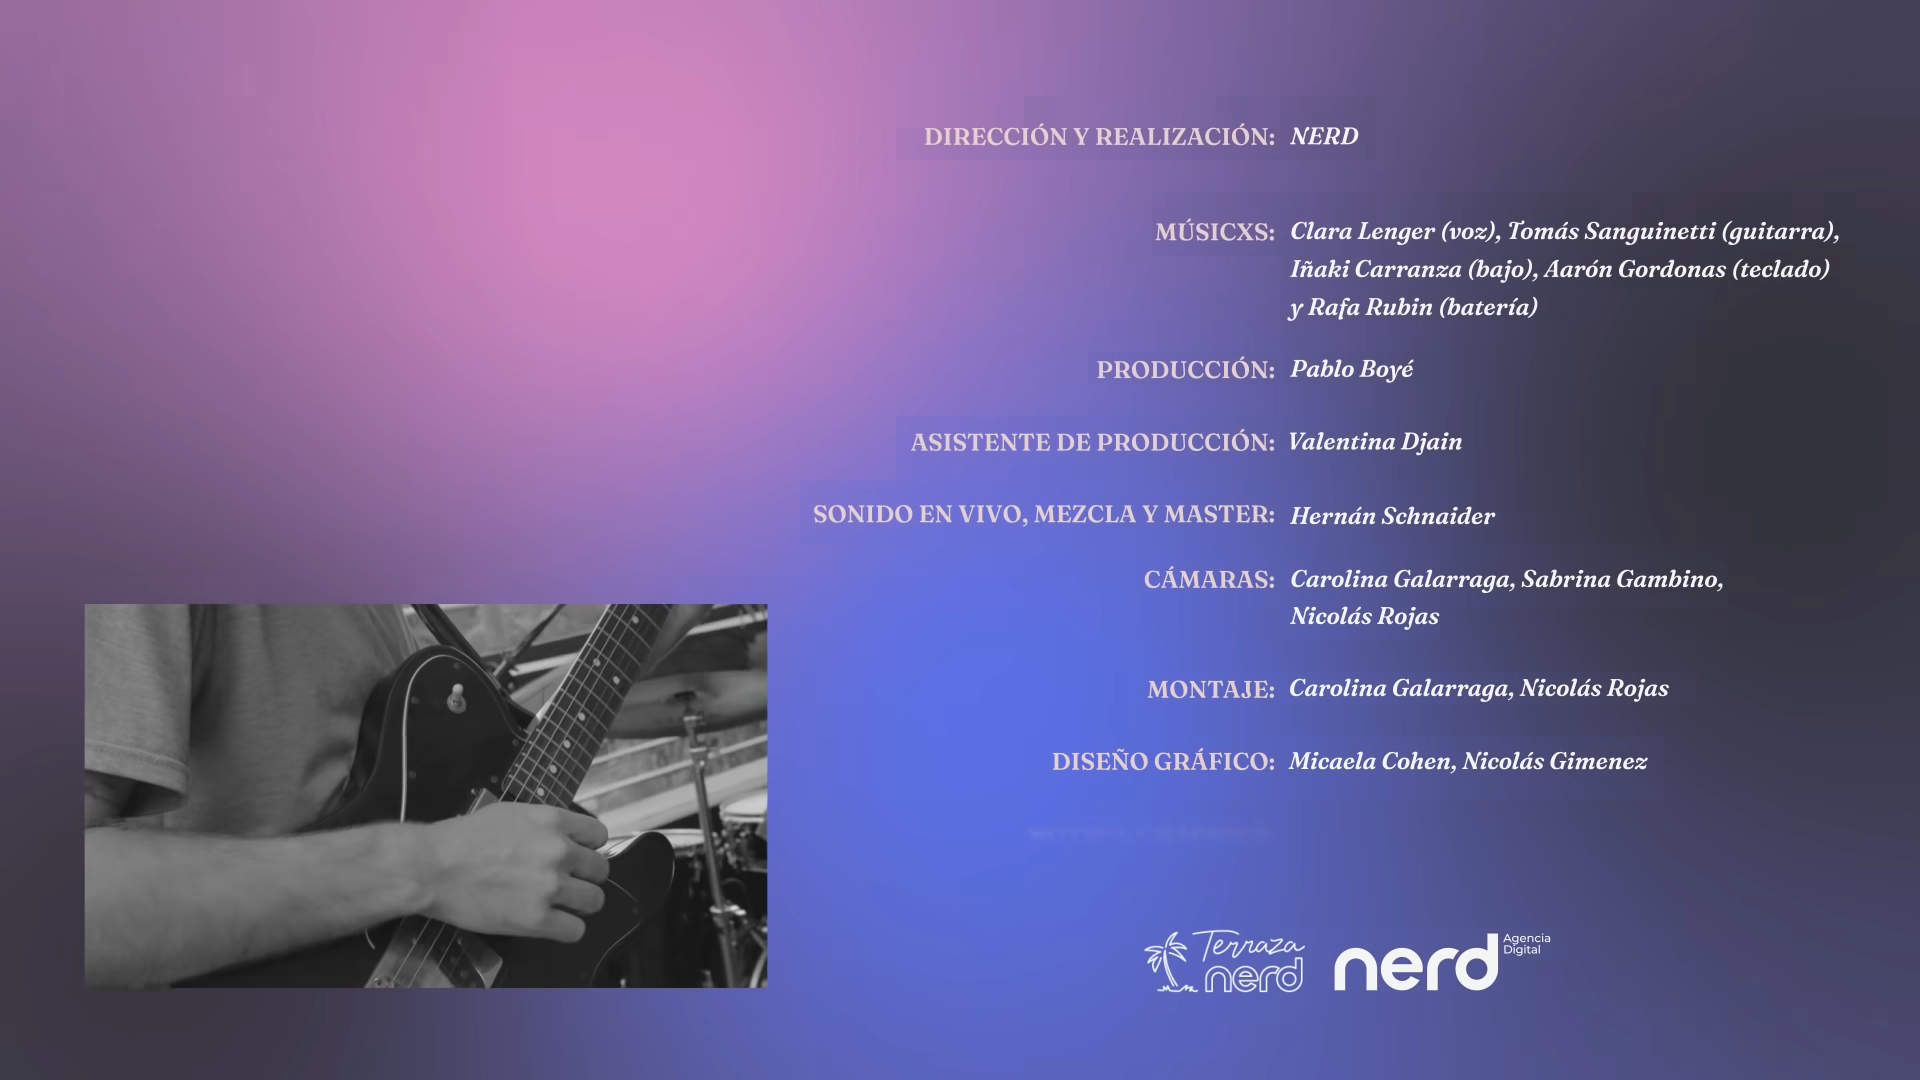 DIRECCIÓN Y REALIZACIÓN: NERD
MÚSICXS: Clara Lenger (voz), Tomás Sanguinetti (guitarra),
Iñaki Carranza (bajo), Aarón Gordonas (teclado)
y Rafa Rubin (batería)
PRODUCCIÓN: Pablo Boyé
ASISTENTE DE PRODUCCIÓN: Valentina Djain
SONIDO EN VIVO, MEZCLA Y MASTER: Hernán Schnaider
CÁMARAS: Carolina Galarraga, Sabrina Gambino,
Nicolás Rojas
MONTAJE: Carolina Galarraga, Nicolás Rojas
DISEÑO GRÁFICO: Micaela Cohen, Nicolás Gimenez
Terraza
nerd
nerd
Agencia
Digital